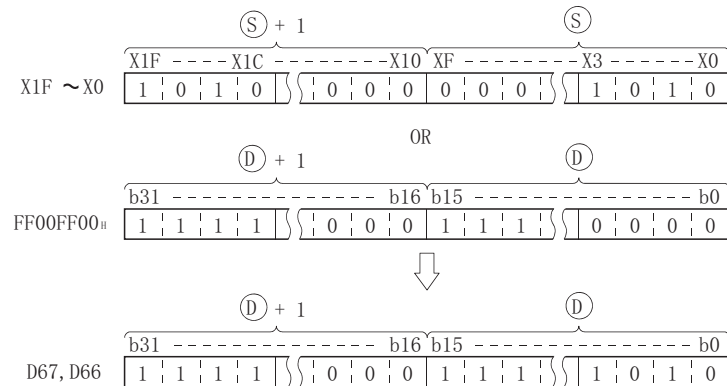 Ⓢ + 1 Ⓢ
X1F - - - - - X1C - - - - - - - - - - X10 XF - - - - - - - - - - - X3 - - - - - - - X0
X1F ~X0 1 0 1 0 0 0 0 0 0 0 1 0 1 0
OR
Ⓓ + 1 Ⓓ
b31 - - - - - - - - - - - - - - - - - b16 b15 - - - - - - - - - - - - - - - - - - b0
FF00FF00H 1 1 1 1 0 0 0 1 1 1 0 0 0 0
Ⓓ + 1 Ⓓ
b31 - - - - - - - - - - - - - - - - - b16 b15 - - - - - - - - - - - - - - - - - - b0
D67, D66 1 1 1 1 0 0 0 1 1 1 1 0 1 0